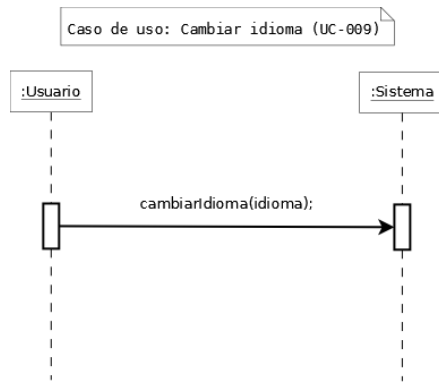 Caso de uso: Cambiar idioma (UC-009)
:Usuario
:Sistema
cambiarIdioma(idioma);